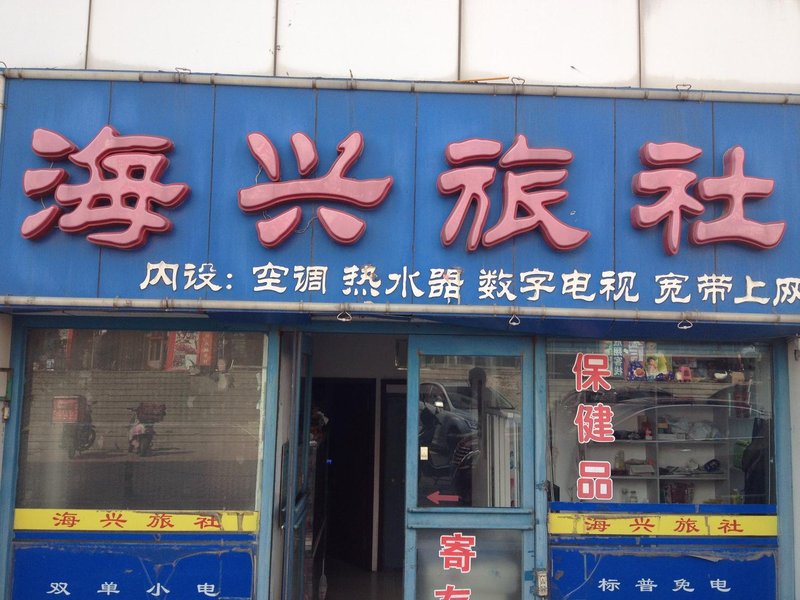 海兴旅社
内设: 空调 热水器 数字电视 宽带上网
保健品
海兴旅社
海兴旅社
寄存
双单小电
标普免电